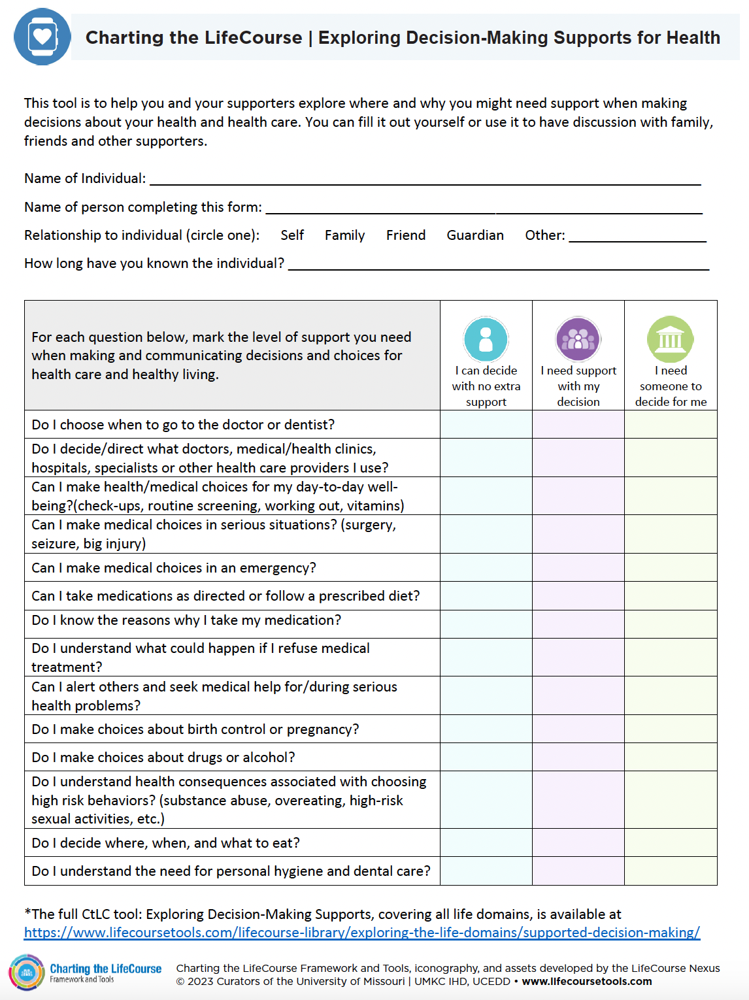 Charting the LifeCourse | Exploring Decision-Making Supports for Health
This tool is to help you and your supporters explore where and why you might need support when making
decisions about your health and health care. You can fill it out yourself or use it to have discussion with family,
friends and other supporters.
Name of Individual: ______________________________
Name of person completing this form: ______________________________
Relationship to individual (circle one): Self Family Friend Guardian Other: __________________
How long have you known the individual? ______________________________
For each question below, mark the level of support you need
when making and communicating decisions and choices for
health care and healthy living.
I can decide
with no extra
support
I need support
with my
decision
I need
someone to
decide for me
Do I choose when to go to the doctor or dentist?
Do I decide/direct what doctors, medical/health clinics,
hospitals, specialists or other health care providers I use?
Can I make health/medical choices for my day-to-day well-
being?(check-ups, routine screening, working out, vitamins)
Can I make medical choices in serious situations? (surgery,
seizure, big injury)
Can I make medical choices in an emergency?
Can I take medications as directed or follow a prescribed diet?
Do I know the reasons why I take my medication?
Do I understand what could happen if I refuse medical
treatment?
Can I alert others and seek medical help for/during serious
health problems?
Do I make choices about birth control or pregnancy?
Do I make choices about drugs or alcohol?
Do I understand health consequences associated with choosing
high risk behaviors? (substance abuse, overeating, high-risk
sexual activities, etc.)
Do I decide where, when, and what to eat?
Do I understand the need for personal hygiene and dental care?
*The full CtLC tool: Exploring Decision-Making Supports, covering all life domains, is available at
https://www.lifecoursetools.com/lifecourse-library/exploring-the-life-domains/supported-decision-making/
Charting the LifeCourse
Framework and Tools
Charting the LifeCourse Framework and Tools, iconography, and assets developed by the LifeCourse Nexus
© 2023 Curators of the University of Missouri | UMKC IHD, UCEDD • www.lifecoursetools.com